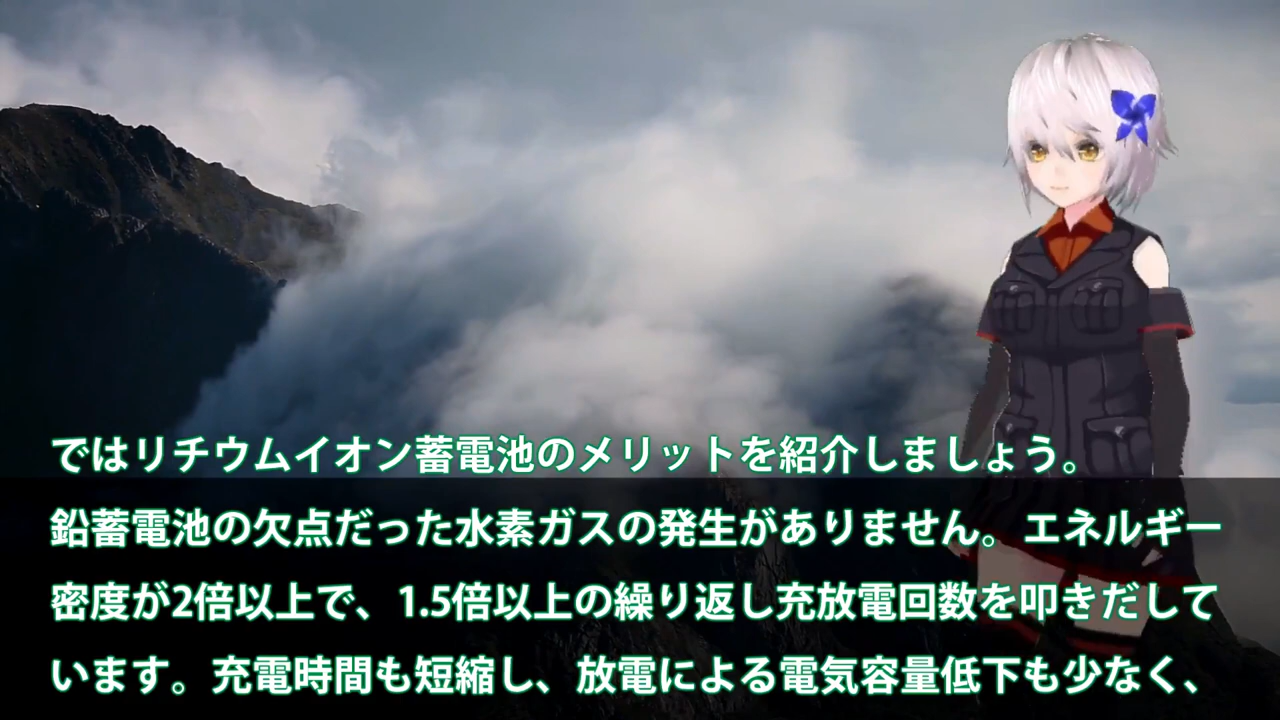 ではリチウムイオン蓄電池のメリットを紹介しましょう。
鉛蓄電池の欠点だった水素ガスの発生がありません。エネルギー
密度が2倍以上で、1.5倍以上の繰り返し充放電回数を叩きだして
います。充電時間も短縮し、放電による電気容量低下も少なく、